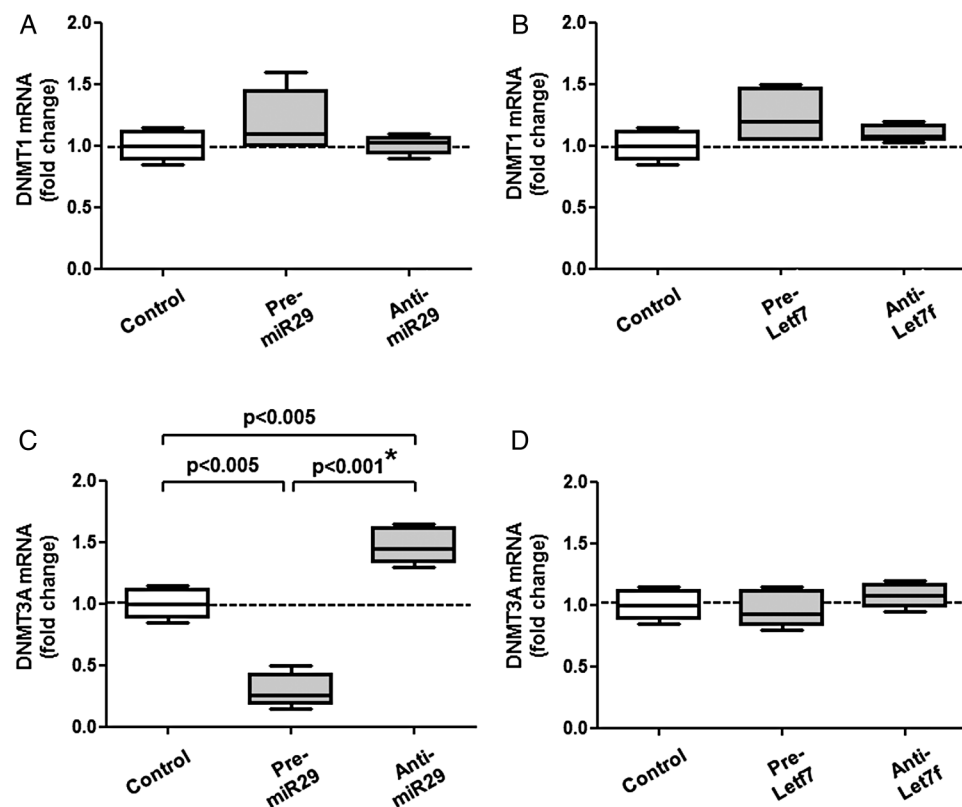 A
DNMT1 mRNA
(fold change)
2.0
1.5
1.0
0.5
0.0
Control
Pre-
miR29
Anti-
miR29
B
DNMT1 mRNA
(fold change)
2.0
1.5
1.0
0.5
0.0
Control
Pre-
Letf7
Anti-
Let7f
C
p<0.005
p<0.005
p<0.001*
DNMT3A mRNA
(fold change)
2.0
1.5
1.0
0.5
0.0
Control
Pre-
miR29
Anti-
miR29
D
DNMT3A mRNA
(fold change)
2.0
1.5
1.0
0.5
0.0
Control
Pre-
Letf7
Anti-
Let7f